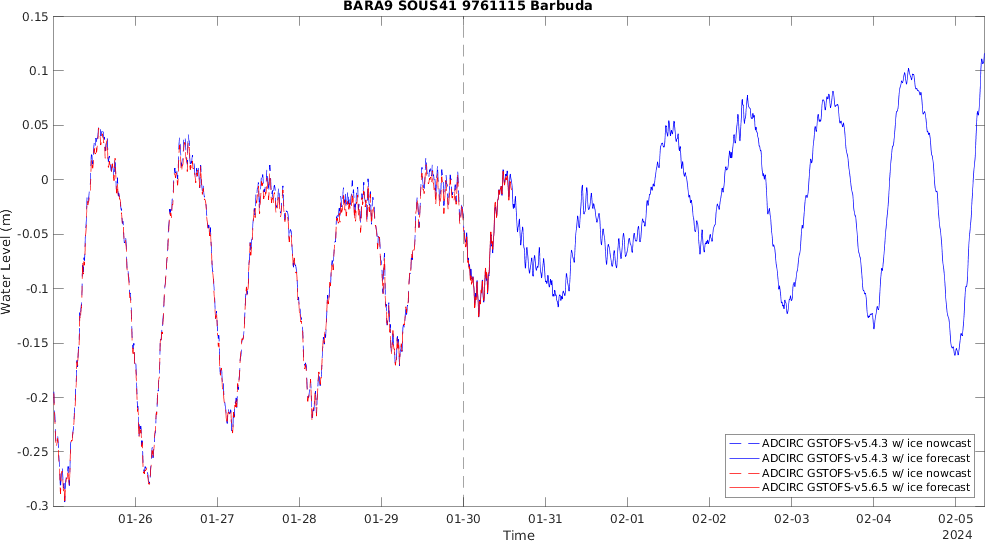 BARA9 SOUS41 9761115 Barbuda
0.15
0.1
0.05
0
-0.05
-0.1
-0.15
-0.2
-0.25
-0.3
Water Level (m)
01-26 01-27 01-28 01-29 01-30 01-31 02-01 02-02 02-03 02-04 02-05
2024
Time
ADCIRC GSTOFS-v5.4.3 w/ ice nowcast
ADCIRC GSTOFS-v5.4.3 w/ ice forecast
ADCIRC GSTOFS-v5.6.5 w/ ice nowcast
ADCIRC GSTOFS-v5.6.5 w/ ice forecast